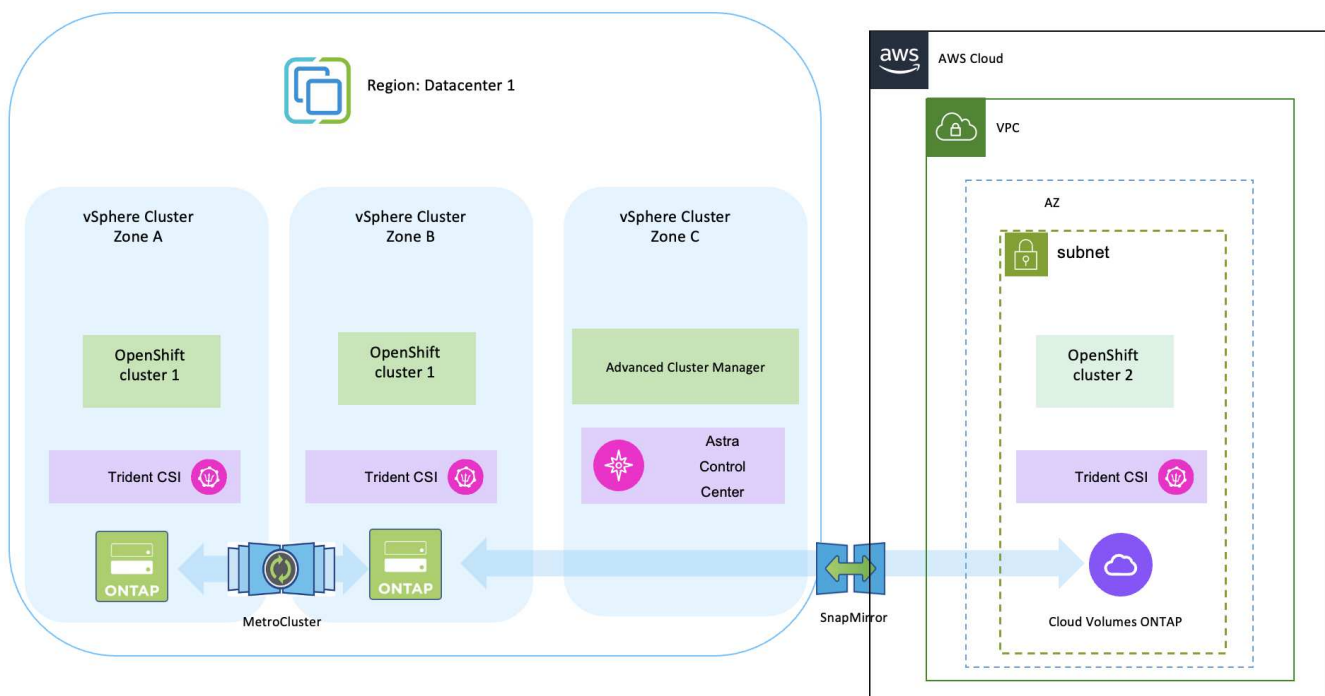 Region: Datacenter 1
aws
AWS Cloud
VPC
AZ
subnet
vSphere Cluster
Zone A
vSphere Cluster
Zone B
vSphere Cluster
Zone C
OpenShift
cluster 1
OpenShift
cluster 1
Advanced Cluster Manager
OpenShift
cluster 2
Trident CSI
Trident CSI
Astra
Control
Center
Trident CSI
ONTAP
ONTAP
MetroCluster
SnapMirror
Cloud Volumes ONTAP